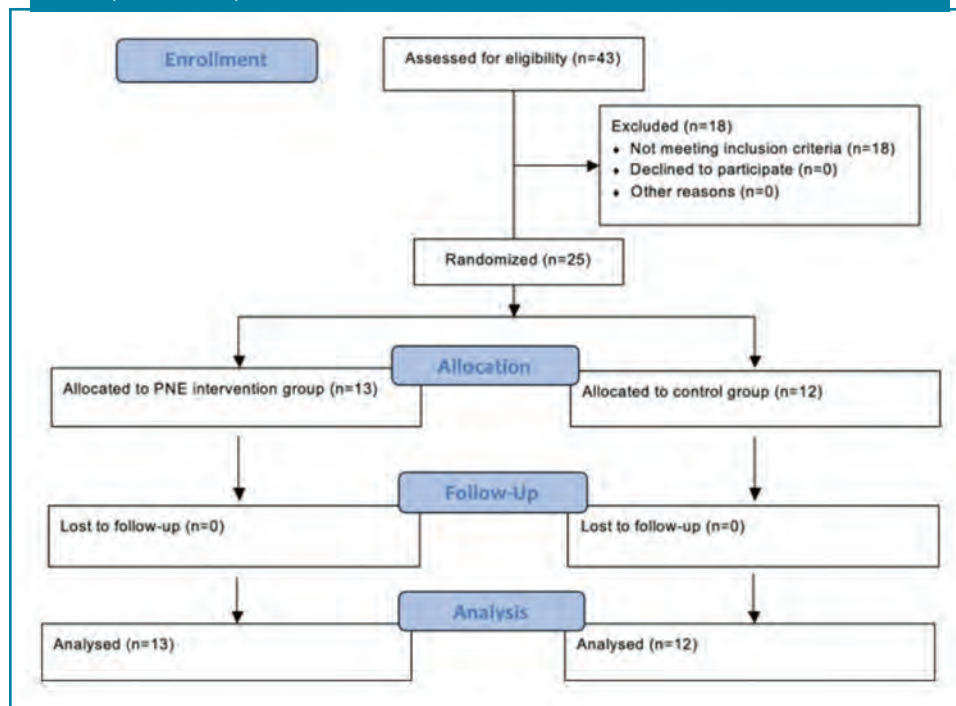 Enrollment
Assessed for eligibility (n=43)
Excluded (n=18)
♦ Not meeting inclusion criteria (n=18)
♦ Declined to participate (n=0)
♦ Other reasons (n=0)
Randomized (n=25)
Allocation
Allocated to PNE intervention group (n=13)
Allocated to control group (n=12)
Follow-Up
Lost to follow-up (n=0)
Lost to follow-up (n=0)
Analysis
Analysed (n=13)
Analysed (n=12)